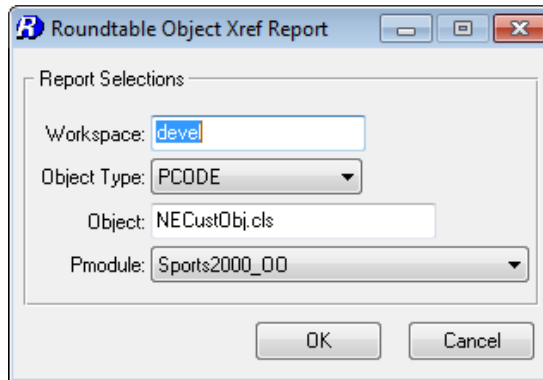 Roundtable Object Xref Report
Report Selections
Workspace: devel
Object Type: PCODE
Object: NECustObj.cls
Pmodule: Sports2000_OO
OK Cancel